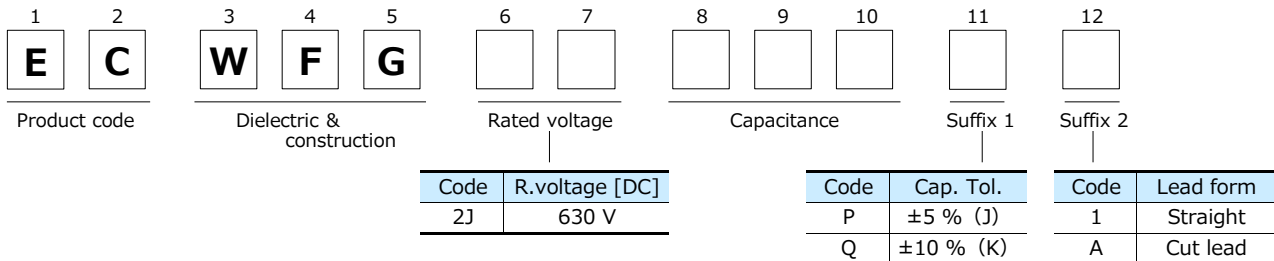 1 2 3 4 5 6 7 8 9 10 11 12
E C W F G
Product code Dielectric & construction Rated voltage Capacitance Suffix 1 Suffix 2
Code R.voltage [DC]
2J 630 V
Code Cap. Tol.
P ±5 % (J)
Q ±10 % (K)
Code Lead form
1 Straight
A Cut lead